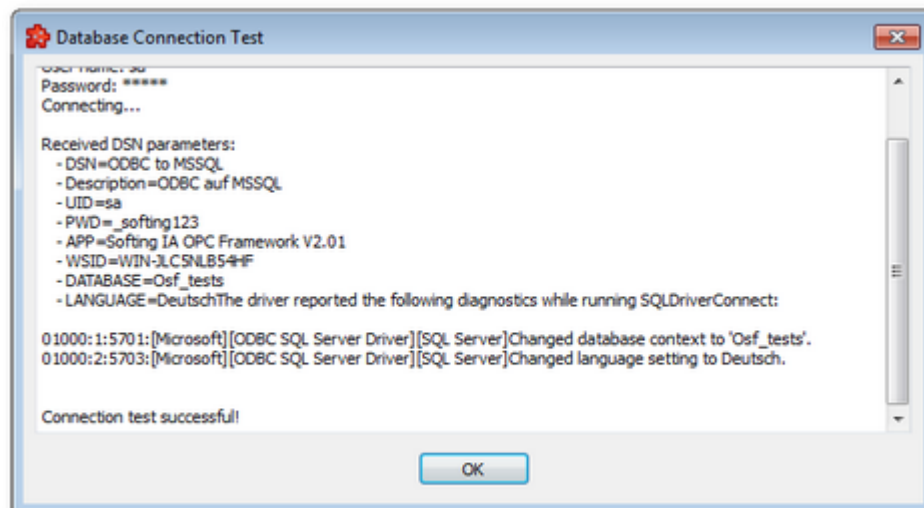 Database Connection Test
User name: sa
Password: *****
Connecting...
Received DSN parameters:
- DSN=ODBC to MSSQL
- Description=ODBC auf MSSQL
- UID=sa
- PWD=_softing123
- APP=Softing IA OPC Framework V2.01
- WSID=WIN-JLC5NLB54HF
- DATABASE=Osf_tests
- LANGUAGE=DeutschThe driver reported the following diagnostics while running SQLDriverConnect:
01000:1:5701:[Microsoft][ODBC SQL Server Driver][SQL Server]Changed database context to 'Osf_tests'.
01000:2:5703:[Microsoft][ODBC SQL Server Driver][SQL Server]Changed language setting to Deutsch.
Connection test successful!
OK